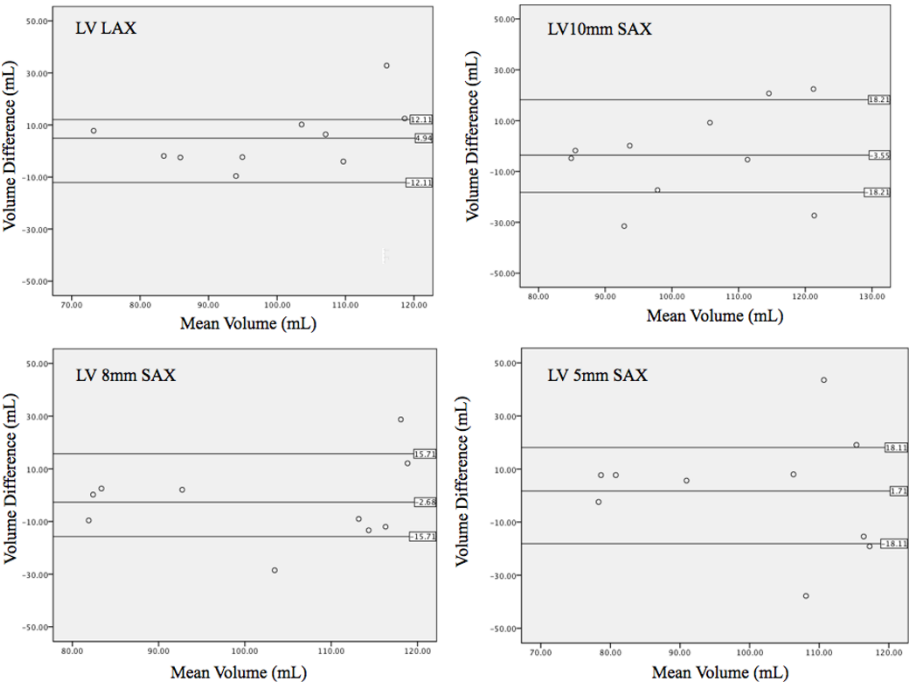 LV LAX
Volume Difference (mL)
50.00
30.00
10.00
-10.00
-30.00
-50.00
12.11
4.94
-12.11
70.00 80.00 90.00 100.00 110.00 120.00
Mean Volume (mL)
LV10mm SAX
Volume Difference (mL)
50.00
30.00
10.00
-10.00
-30.00
-50.00
18.21
-3.55
-18.21
80.00 90.00 100.00 110.00 120.00 130.00
Mean Volume (mL)
LV 8mm SAX
Volume Difference (mL)
50.00
30.00
10.00
-10.00
-30.00
-50.00
15.71
-2.68
-15.71
80.00 90.00 100.00 110.00 120.00
Mean Volume (mL)
LV 5mm SAX
Volume Difference (mL)
50.00
30.00
10.00
-10.00
-30.00
-50.00
18.11
1.71
-18.11
70.00 80.00 90.00 100.00 110.00 120.00
Mean Volume (mL)